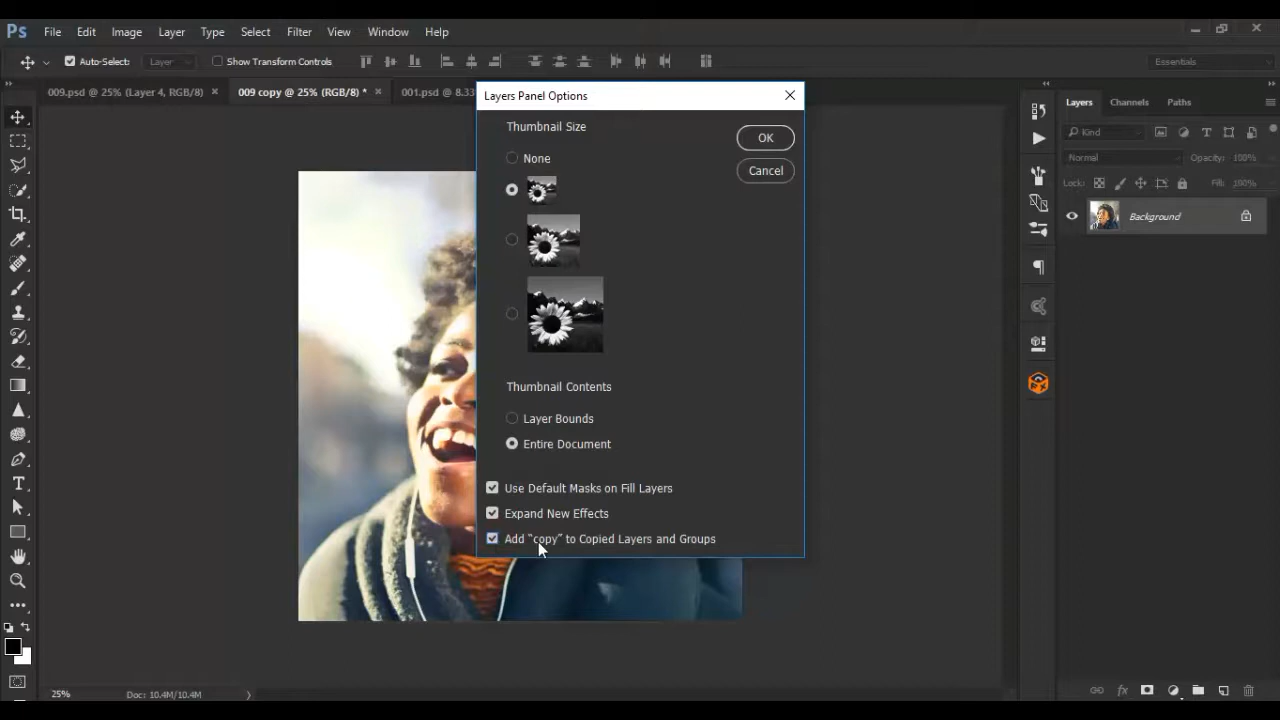 Ps File Edit Image Layer Type Select Filter View Window Help
Auto-Select: Layer Show Transform Controls Essentials
009.psd @ 25% (Layer 4, RGB/8) × 009 copy @ 25% (RGB/8) * × 001.psd @ 8.33
Layers Panel Options
Thumbnail Size
None
OK
Cancel
Thumbnail Contents
Layer Bounds
Entire Document
Use Default Masks on Fill Layers
Expand New Effects
Add "copy" to Copied Layers and Groups
Layers Channels Paths
Kind
Normal Opacity: 100%
Lock: Fill: 100%
Background
fx
25% Doc: 10.4M/10.4M